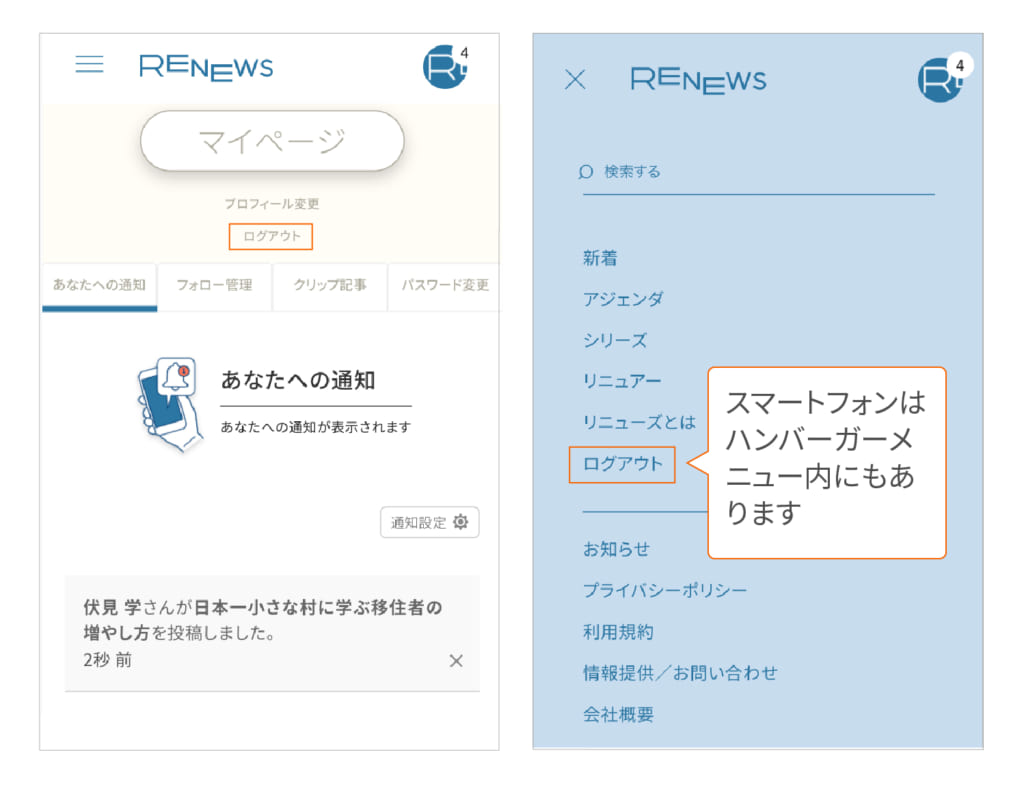 RENEWS
4
マイページ
プロフィール変更
ログアウト
あなたへの通知
フォロー管理
クリップ記事
パスワード変更
あなたへの通知
あなたへの通知が表示されます
通知設定
伏見 学さんが日本一小さな村に学ぶ移住者の
増やし方を投稿しました。
2秒 前
RENEWS
4
検索する
新着
アジェンダ
シリーズ
リニュアー
リニューズとは
ログアウト
スマートフォンは
ハンバーガーメ
ニュー内にもあ
ります
お知らせ
プライバシーポリシー
利用規約
情報提供／お問い合わせ
会社概要